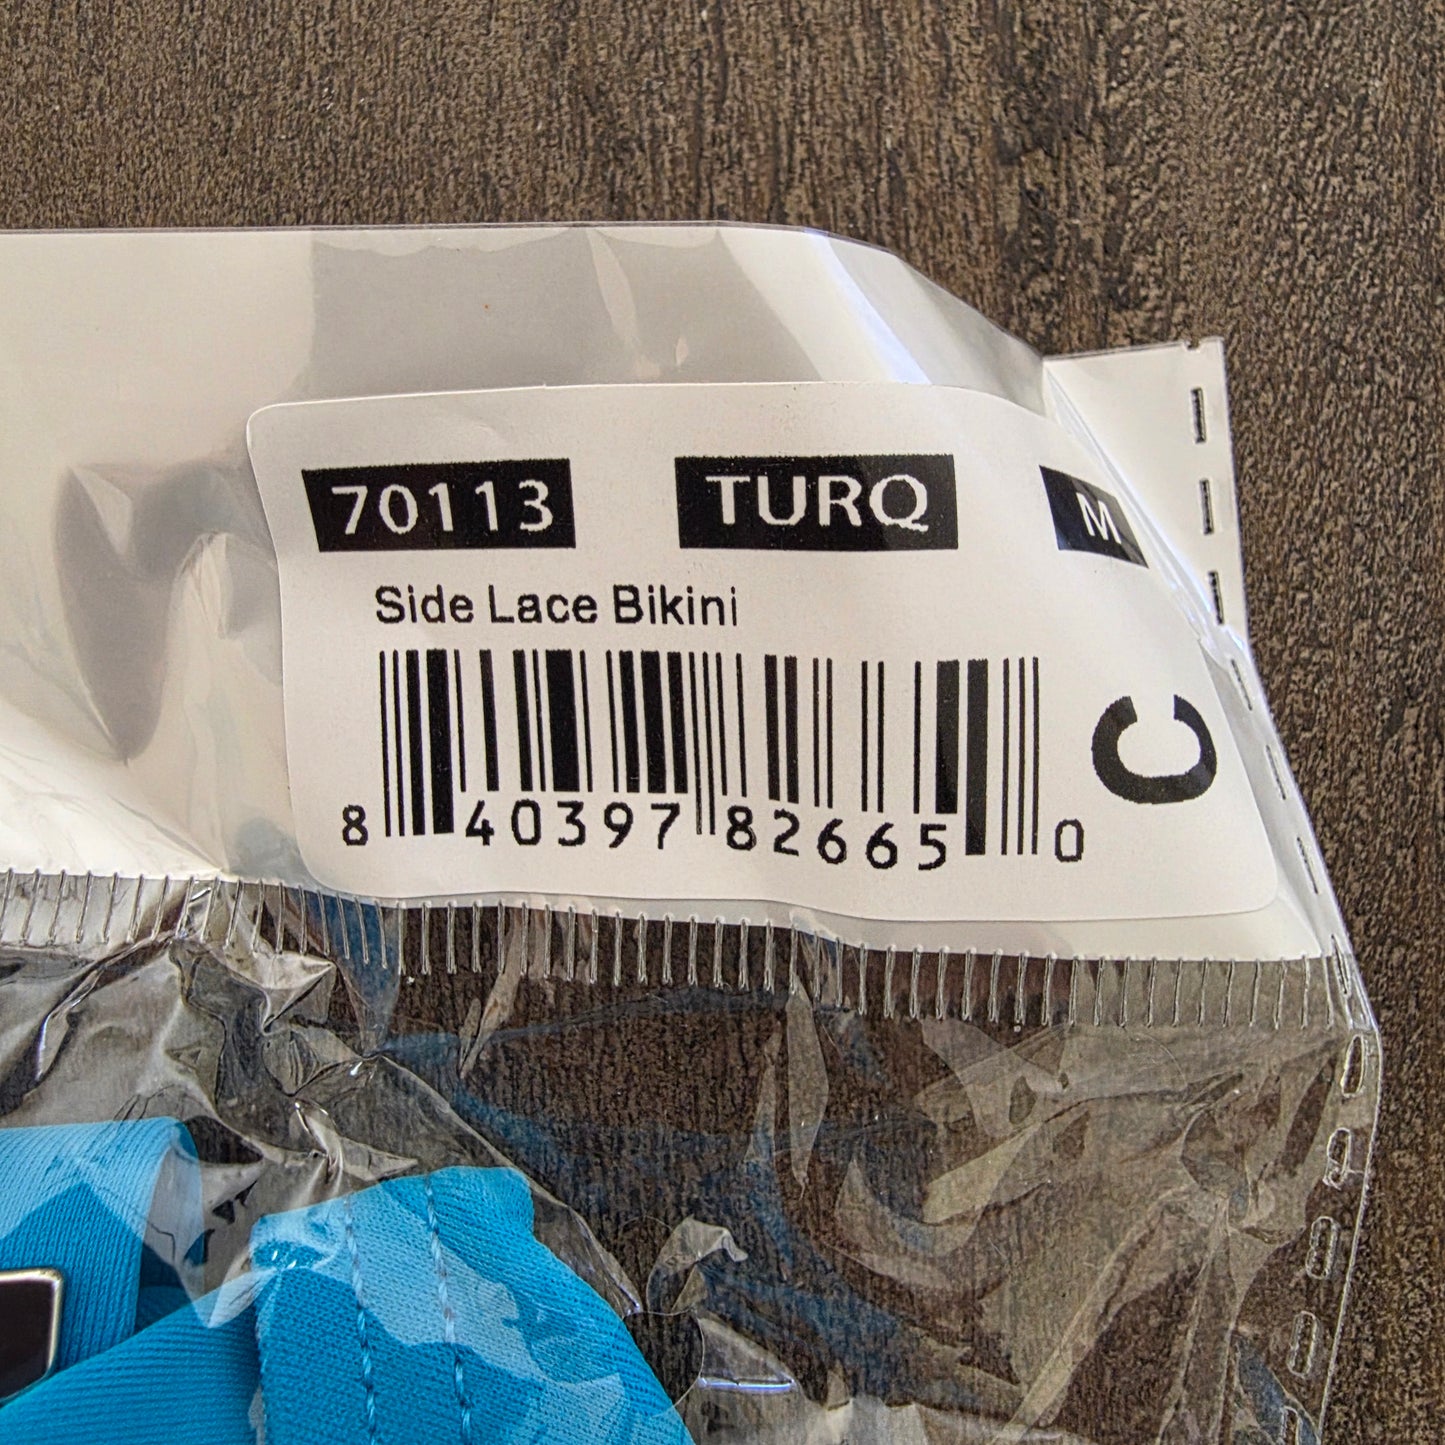 70113 TURQ M
Side Lace Bikini
8 40397 82665 0
C